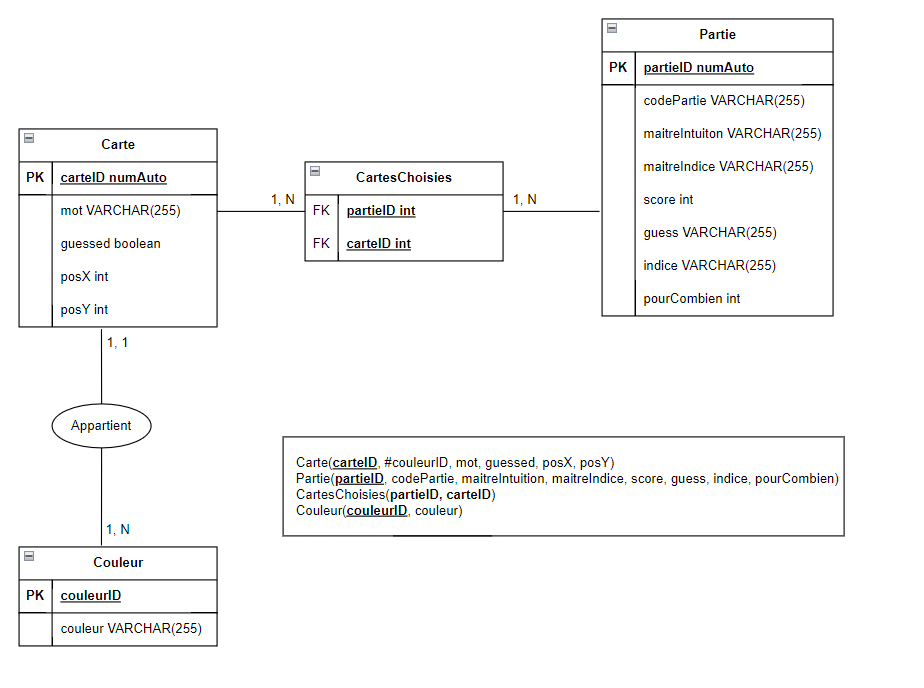 Partie
PK partieID numAuto
codePartie VARCHAR(255)
maitreIntuiton VARCHAR(255)
maitreIndice VARCHAR(255)
score int
guess VARCHAR(255)
indice VARCHAR(255)
pourCombien int
Carte
PK carteID numAuto
mot VARCHAR(255)
guessed boolean
posX int
posY int
1, N
CartesChoisies
FK partieID int
FK carteID int
1, N
1, 1
Appartient
1, N
Couleur
PK couleurID
couleur VARCHAR(255)
Carte(carteID, #couleurID, mot, guessed, posX, posY)
Partie(partieID, codePartie, maitreIntuition, maitreIndice, score, guess, indice, pourCombien)
CartesChoisies(partieID, carteID)
Couleur(couleurID, couleur)